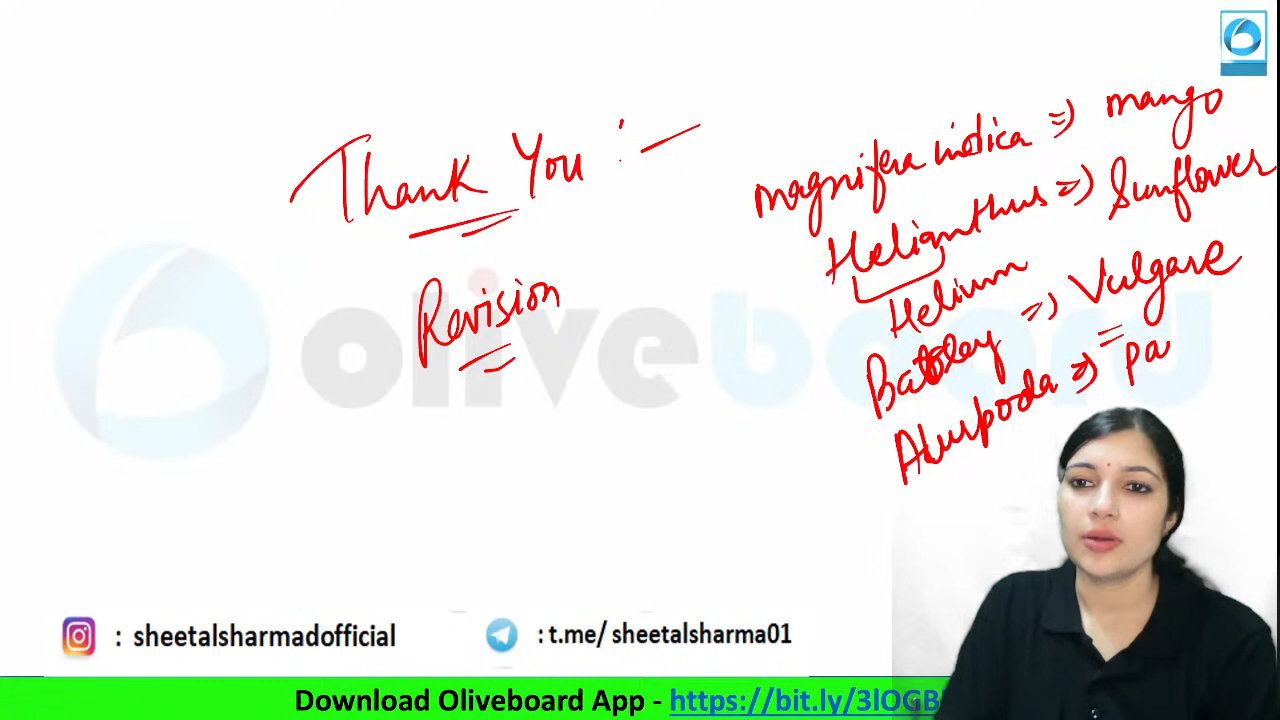 Thank You :-
Revision
magnifera indica => mango
Helianthus => Sunflower
Helium
Barley => Vulgare
=> Pa
oliveboard
: sheetalsharmadofficial
: t.me/ sheetalsharma01
Download Oliveboard App - https://bit.ly/3lOGB